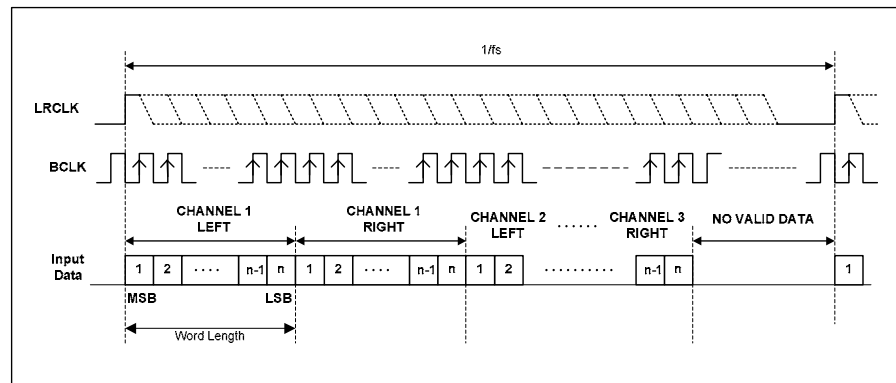 1/fs
LRCLK
BCLK
CHANNEL 1
LEFT
CHANNEL 1
RIGHT
CHANNEL 2
LEFT
......
CHANNEL 3
RIGHT
NO VALID DATA
Input
Data
1 2 .... n-1 n 1 2 .... n-1 n 1 2 .......... n-1 n 1
MSB LSB
Word Length